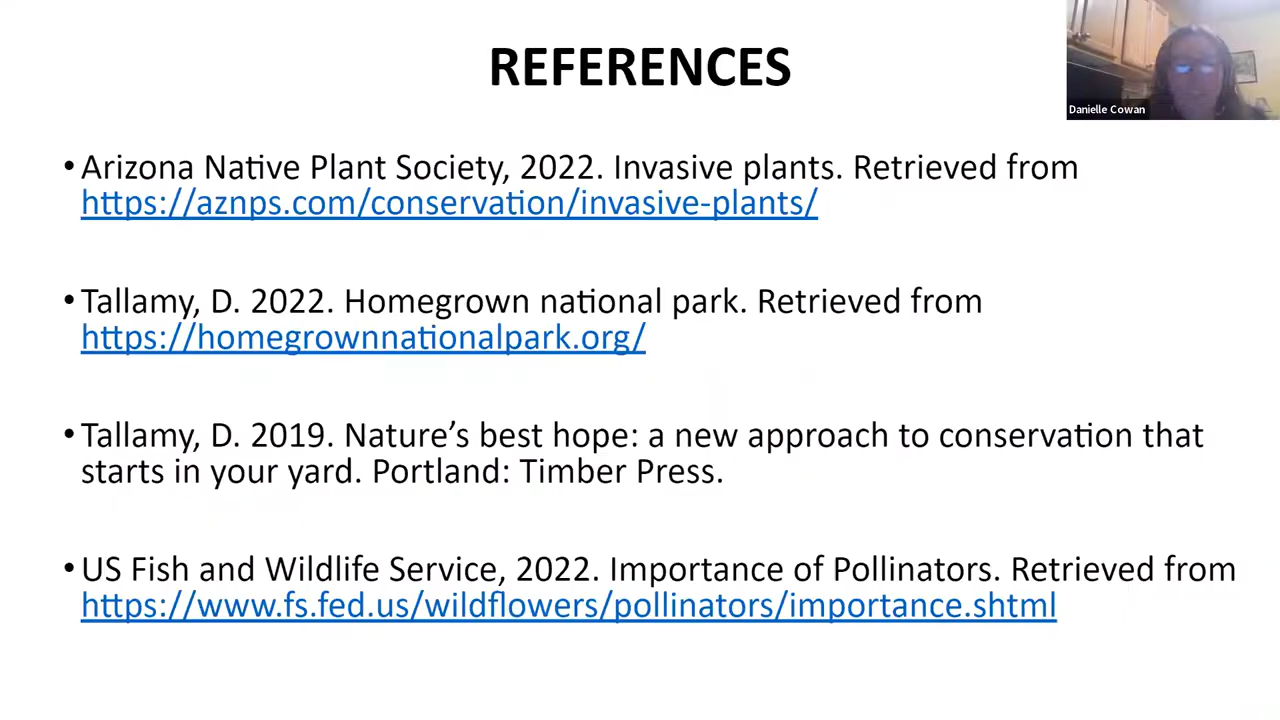 REFERENCES
Danielle Cowan
• Arizona Native Plant Society, 2022. Invasive plants. Retrieved from
https://aznps.com/conservation/invasive-plants/
• Tallamy, D. 2022. Homegrown national park. Retrieved from
https://homegrownnationalpark.org/
• Tallamy, D. 2019. Nature’s best hope: a new approach to conservation that
starts in your yard. Portland: Timber Press.
• US Fish and Wildlife Service, 2022. Importance of Pollinators. Retrieved from
https://www.fs.fed.us/wildflowers/pollinators/importance.shtml